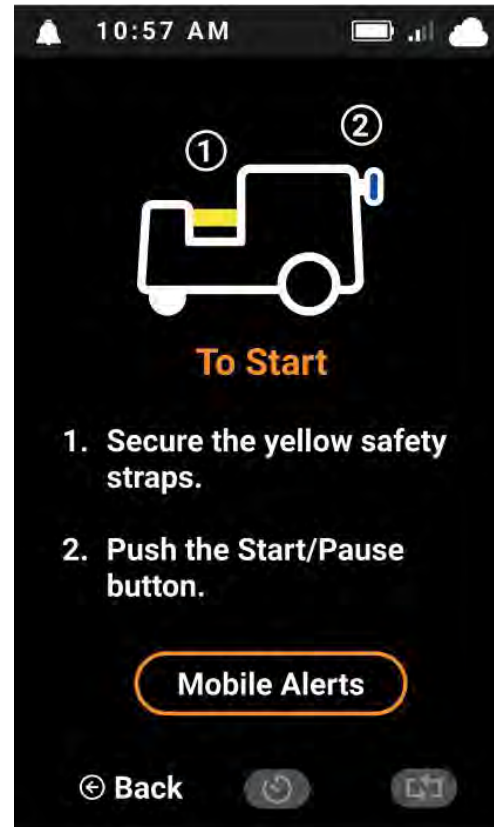 10:57 AM
1
2
To Start
1. Secure the yellow safety
straps.
2. Push the Start/Pause
button.
Mobile Alerts
Back